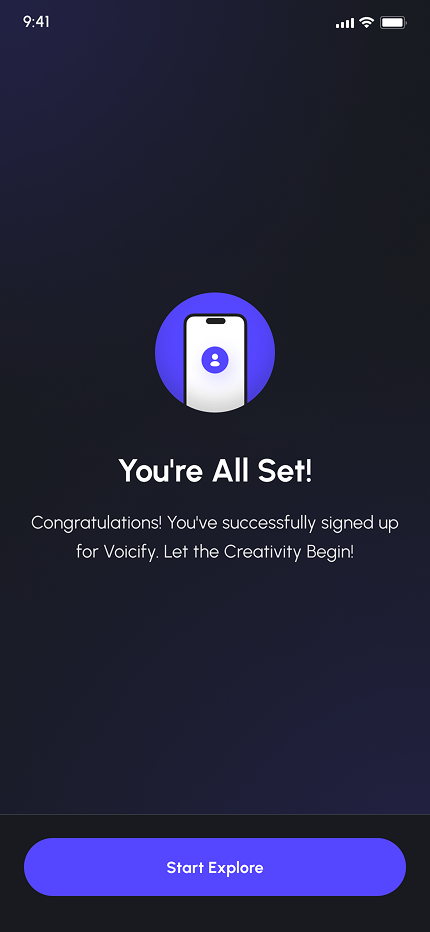 9:41
You're All Set!
Congratulations! You've successfully signed up
for Voicify. Let the Creativity Begin!
Start Explore